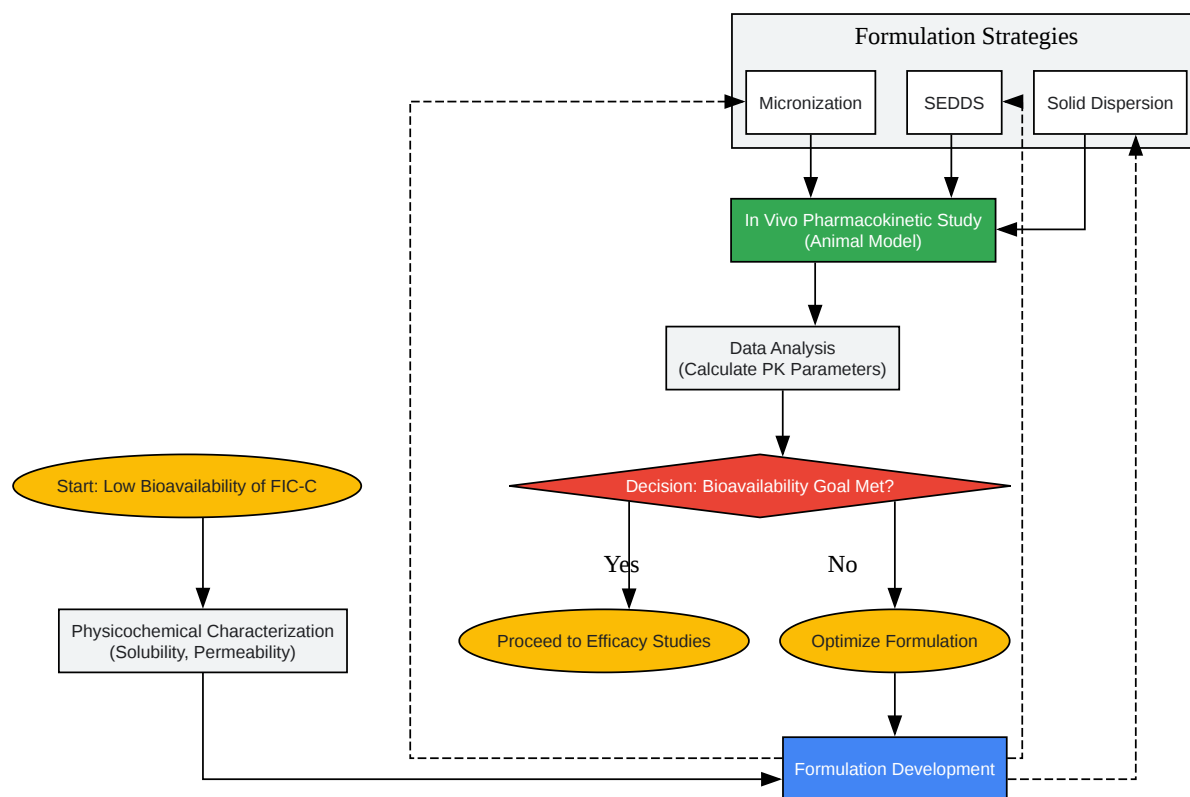 Formulation Strategies
Micronization
SEDDS
Solid Dispersion
In Vivo Pharmacokinetic Study
(Animal Model)
Data Analysis
(Calculate PK Parameters)
Start: Low Bioavailability of FIC-C
Decision: Bioavailability Goal Met?
Yes
No
Physicochemical Characterization
(Solubility, Permeability)
Proceed to Efficacy Studies
Optimize Formulation
Formulation Development